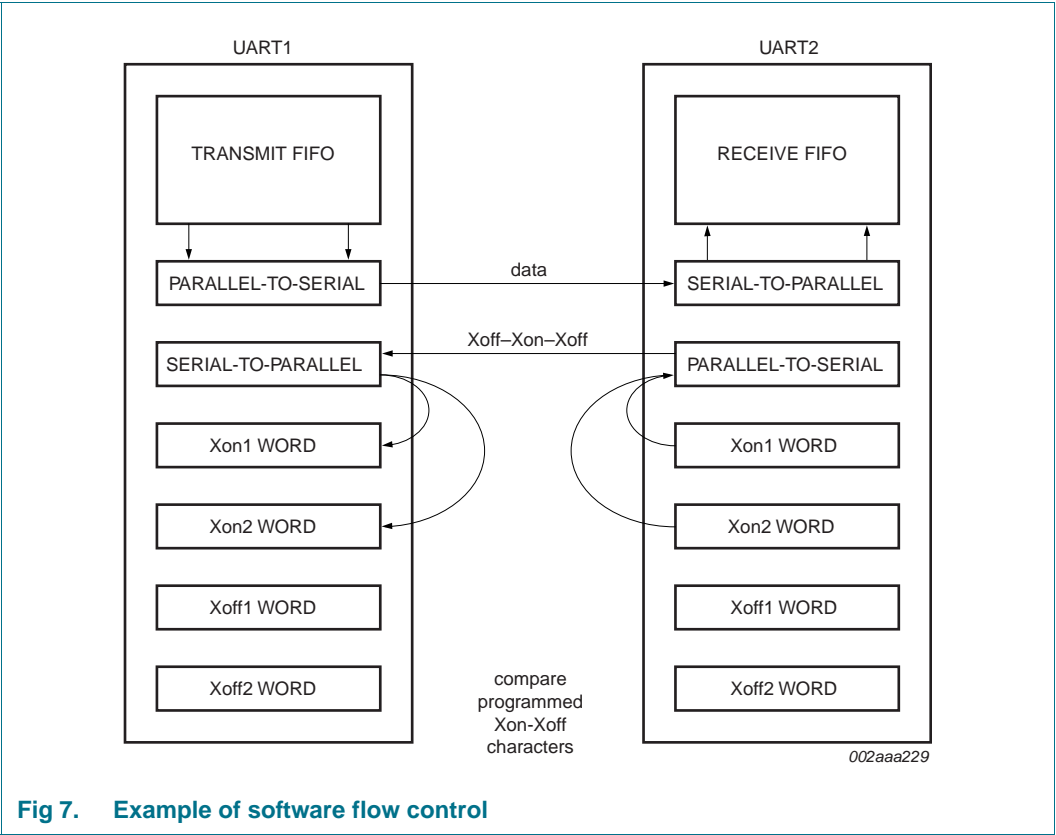 UART1
UART2
TRANSMIT FIFO
RECEIVE FIFO
PARALLEL-TO-SERIAL
data
SERIAL-TO-PARALLEL
Xoff–Xon–Xoff
SERIAL-TO-PARALLEL
PARALLEL-TO-SERIAL
Xon1 WORD
Xon1 WORD
Xon2 WORD
Xon2 WORD
Xoff1 WORD
Xoff1 WORD
Xoff2 WORD
Xoff2 WORD
compare
programmed
Xon-Xoff
characters
002aaa229
Fig 7. Example of software flow control